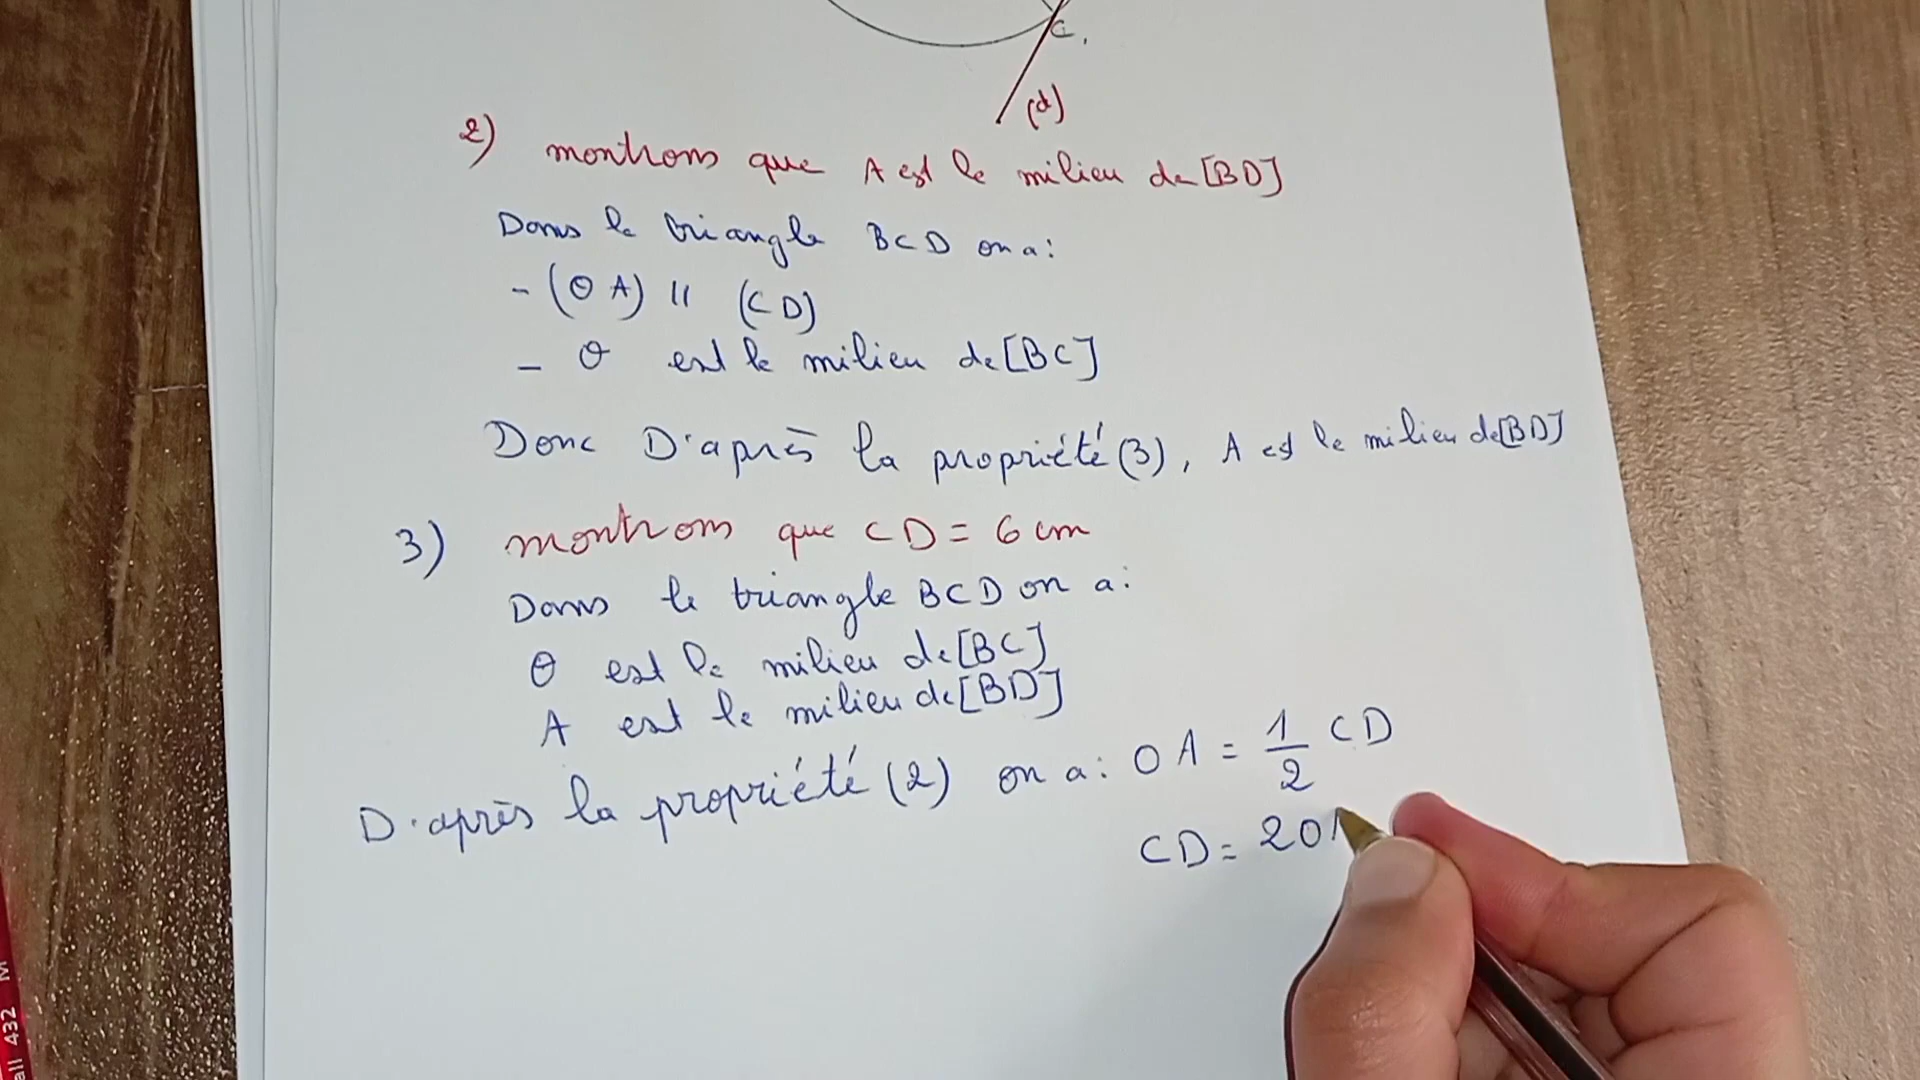 C
(d)
2) montrons que A est le milieu de [BD]
Dans le triangle BCD on a:
- (OA) || (CD)
- O est le milieu de [BC]
Donc D'après la propriété (3), A est le milieu de [BD]
3) montrons que CD = 6 cm
Dans le triangle BCD on a:
O est le milieu de [BC]
A est le milieu de [BD]
D'après la propriété (2) on a: OA = 1/2 CD
CD = 2O
all 432 M